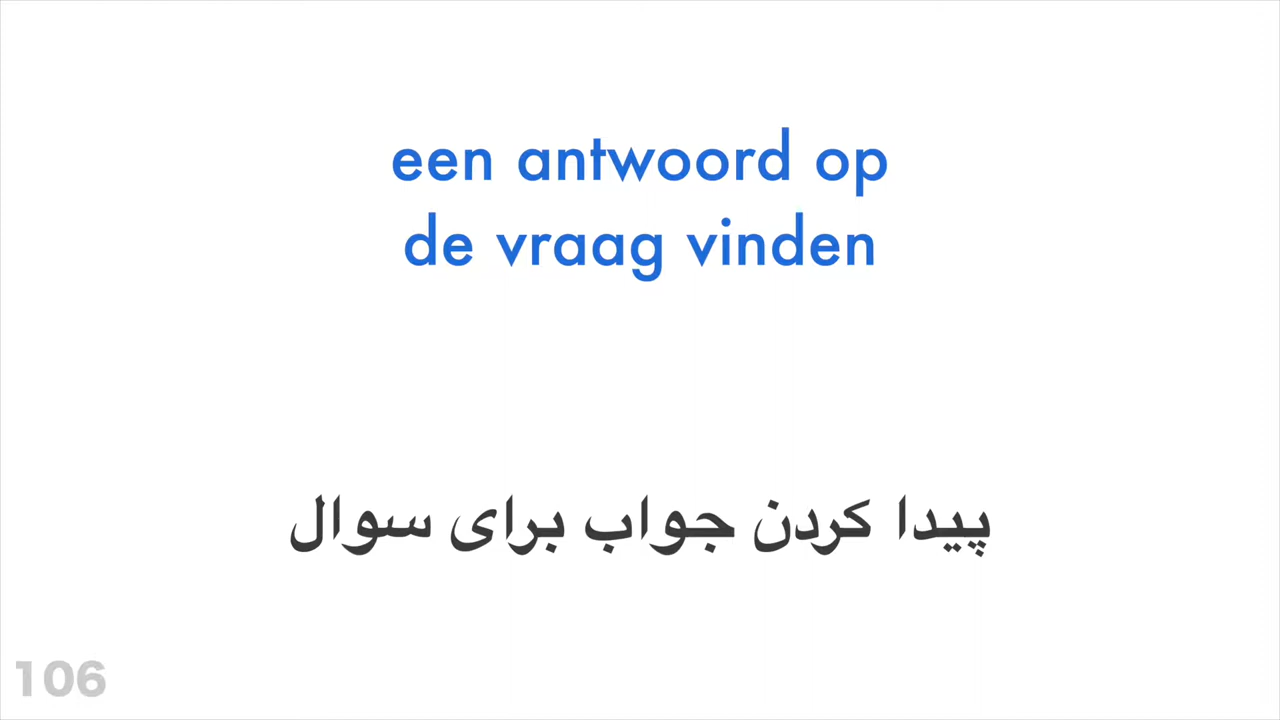 een antwoord op
de vraag vinden
پیدا کردن جواب برای سوال
106